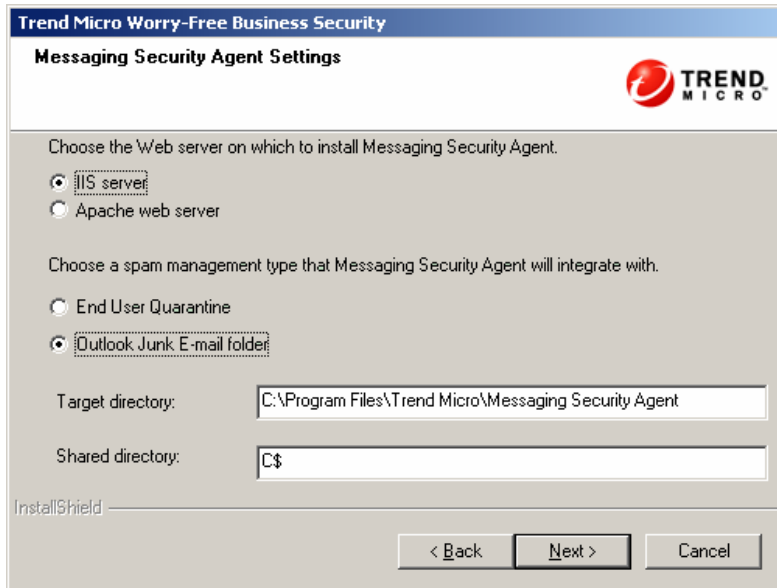 Trend Micro Worry-Free Business Security
Messaging Security Agent Settings
TREND
MICRO™
Choose the Web server on which to install Messaging Security Agent.
IIS server
Apache web server
Choose a spam management type that Messaging Security Agent will integrate with.
End User Quarantine
Outlook Junk E-mail folder
Target directory:
C:\Program Files\Trend Micro\Messaging Security Agent
Shared directory:
C$
InstallShield
< Back
Next >
Cancel